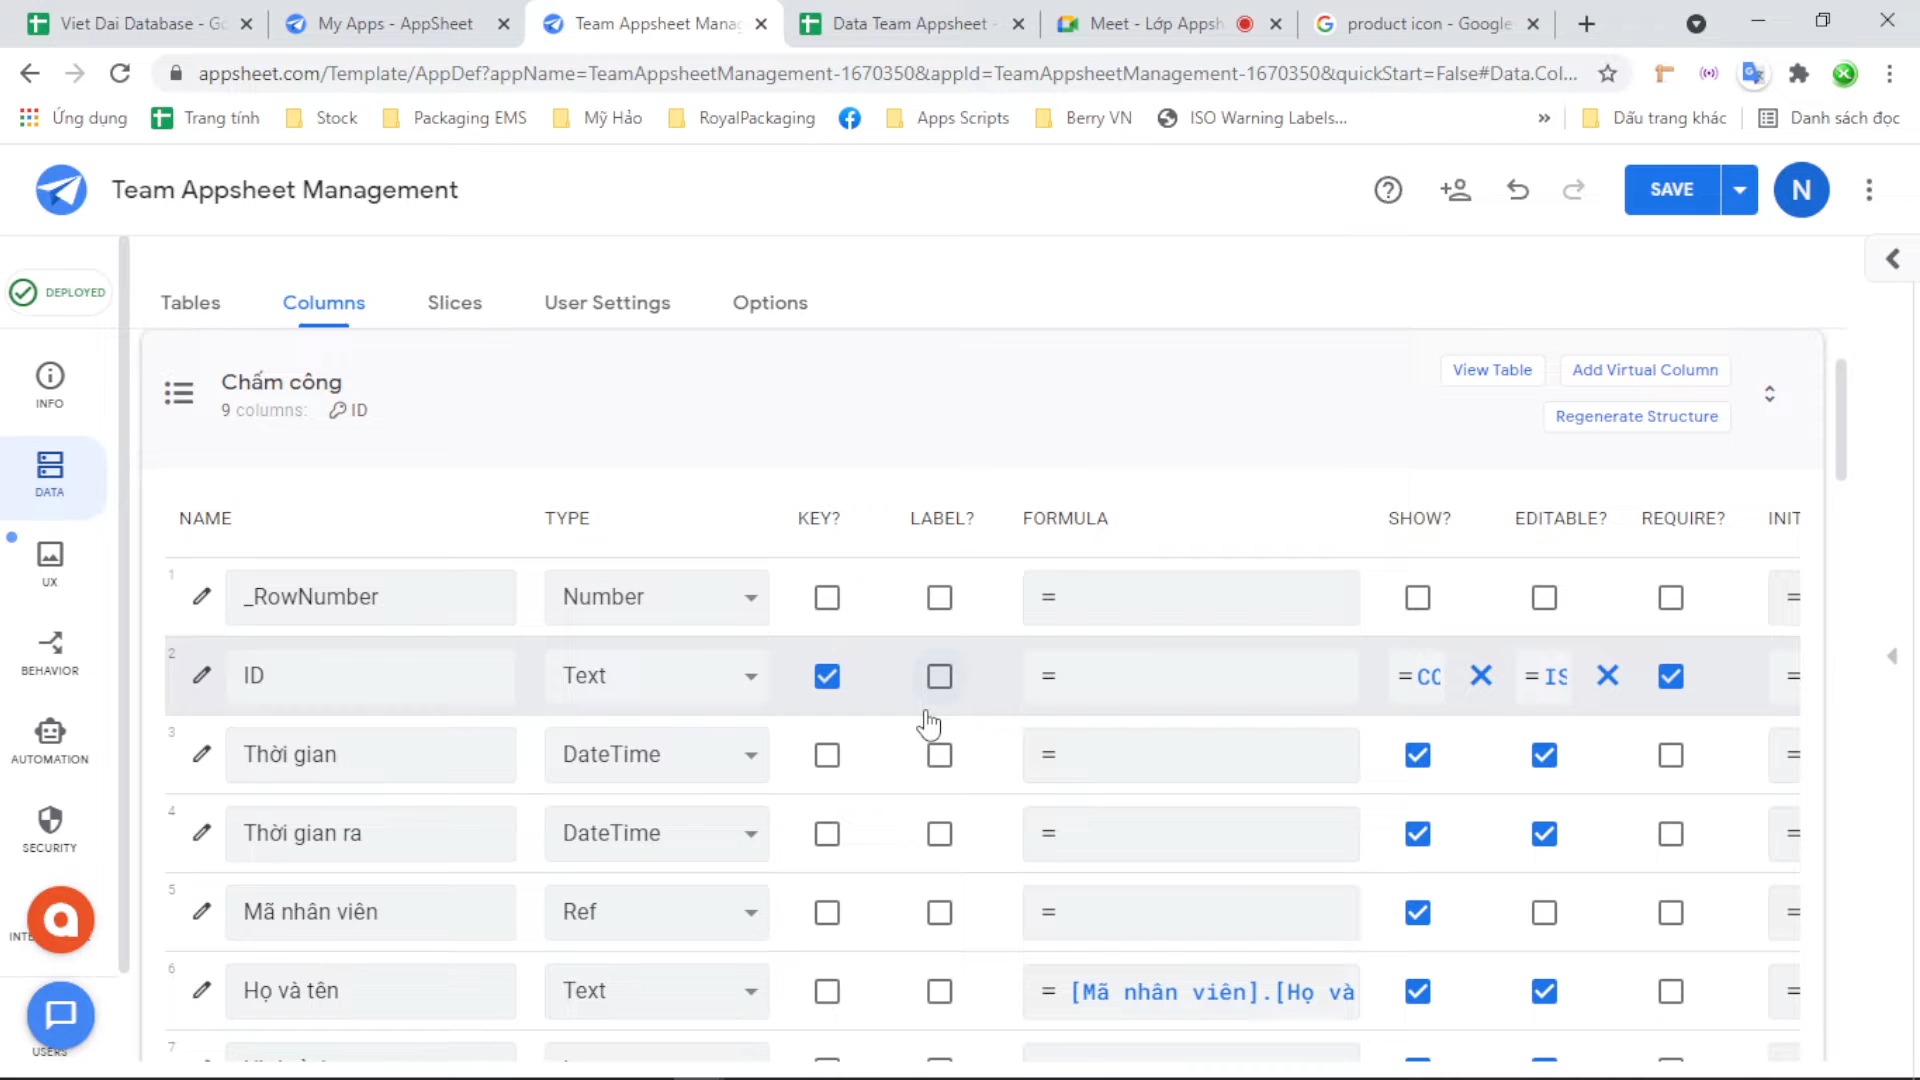 Viet Dai Database - Go
My Apps - AppSheet
Team Appsheet Manag
Data Team Appsheet -
Meet - Lớp Appsh
product icon - Google
appsheet.com/Template/AppDef?appName=TeamAppsheetManagement-1670350&appId=TeamAppsheetManagement-1670350&quickStart=False#Data.Col...
Ứng dụng
Trang tính
Stock
Packaging EMS
Mỹ Hảo
RoyalPackaging
Apps Scripts
Berry VN
ISO Warning Labels...
»
Dấu trang khác
Danh sách đọc
Team Appsheet Management
SAVE
N
DEPLOYED
Tables
Columns
Slices
User Settings
Options
INFO
DATA
UX
BEHAVIOR
AUTOMATION
SECURITY
INTE
USERS
Chấm công
9 columns: ID
View Table
Add Virtual Column
Regenerate Structure
NAME TYPE KEY? LABEL? FORMULA SHOW? EDITABLE? REQUIRE? INIT
1 _RowNumber Number = =
2 ID Text = =CO =IS =
3 Thời gian DateTime = =
4 Thời gian ra DateTime = =
5 Mã nhân viên Ref = =
6 Họ và tên Text = [Mã nhân viên].[Họ và =
7